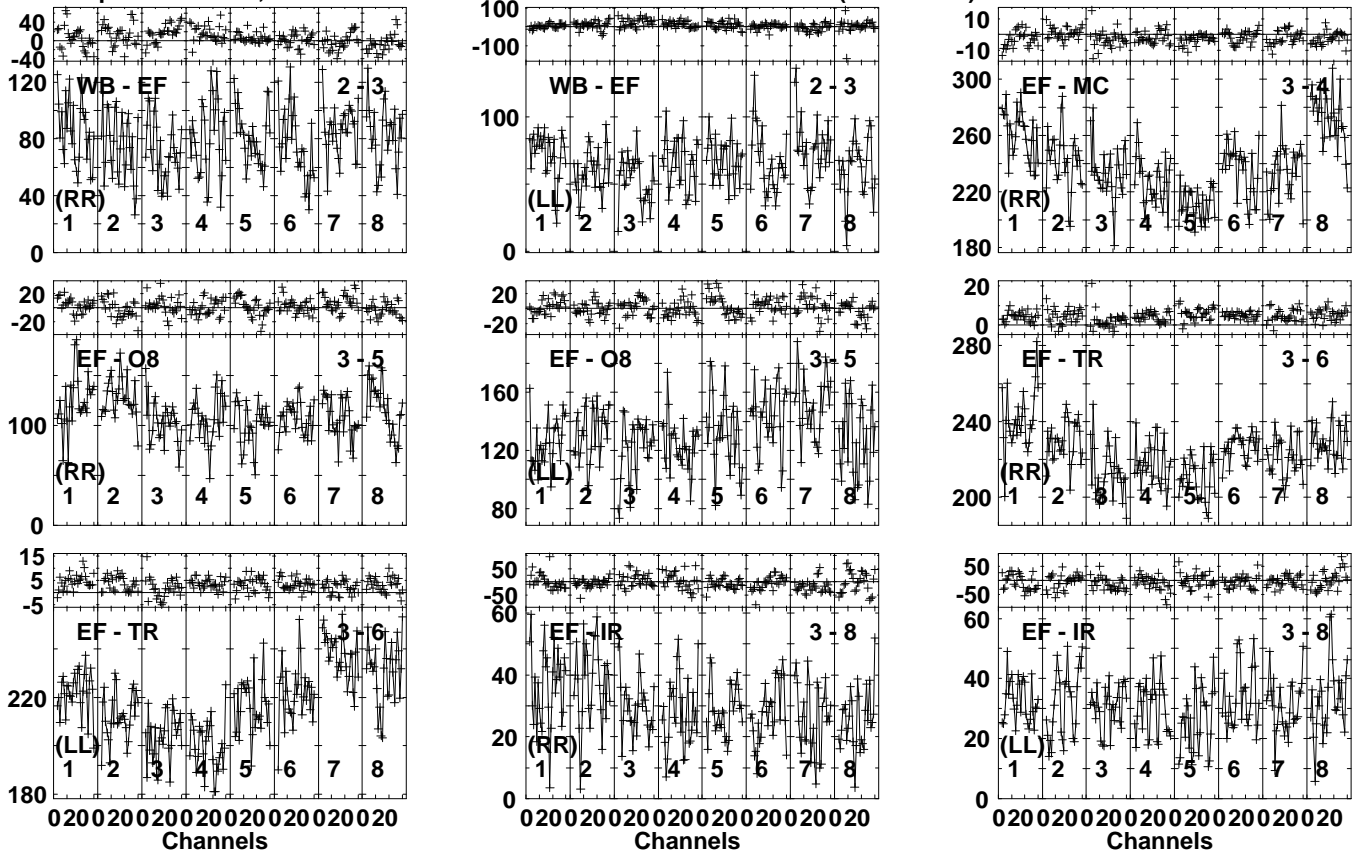 40
0
-40
120
80
40
0
WB - EF 2 - 3
(RR)
1 2 3 4 5 6 7 8
100
-100
100
0
WB - EF 2 - 3
(LL)
1 2 3 4 5 6 7 8
10
-10
300
260
220
180
EF - MC 3 - 4
(RR)
1 2 3 4 5 6 7 8
20
-20
100
0
EF - O8 3 - 5
(RR)
1 2 3 4 5 6 7 8
20
-20
160
120
80
EF - O8 3 - 5
(LL)
1 2 3 4 5 6 7 8
20
0
280
240
200
EF - TR 3 - 6
(RR)
1 2 3 4 5 6 7 8
15
5
-5
220
180
EF - TR 3 - 6
(LL)
1 2 3 4 5 6 7 8
0 20 0 20 0 20 0 20 0 20 0 20 0 20 0 20
Channels
50
-50
60
40
20
0
EF - IR 3 - 8
(RR)
1 2 3 4 5 6 7 8
0 20 0 20 0 20 0 20 0 20 0 20 0 20 0 20
Channels
50
-50
60
40
20
0
EF - IR 3 - 8
(LL)
1 2 3 4 5 6 7 8
0 20 0 20 0 20 0 20 0 20 0 20 0 20 0 20
Channels